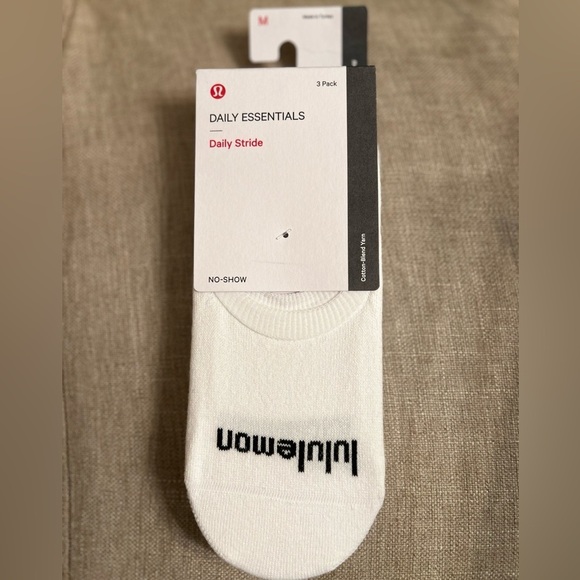 M
Made in Turkey
3 Pack
DAILY ESSENTIALS
Daily Stride
Cotton-Blend Yarn
NO-SHOW
lululemon